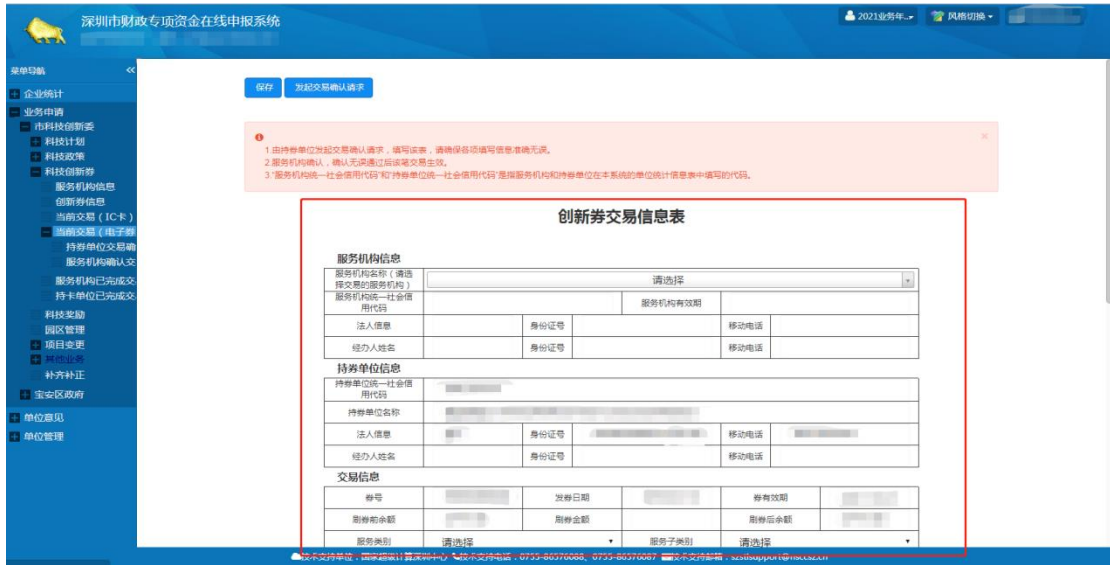 深圳市财政专项资金在线申报系统
2021业务年..
风格切换
菜单导航
企业统计
业务申请
市科技创新委
科技计划
科技政策
科技创新券
服务机构信息
创新券信息
当前交易（IC卡）
当前交易（电子券
持券单位交易确
服务机构确认交
服务机构已完成交
持卡单位已完成交
科技奖励
园区管理
项目变更
其他业务
补齐补正
宝安区政府
单位意见
单位管理
保存 发起交易确认请求
1.由持券单位发起交易确认请求，填写该表，请确保各项填写信息准确无误。
2.服务机构确认，确认无误通过后该笔交易生效。
3.“服务机构统一社会信用代码”和“持券单位统一社会信用代码”是指服务机构和持券单位在本系统的单位统计信息表中填写的代码。
创新券交易信息表
服务机构信息
服务机构名称（请选
择交易的服务机构）
请选择
服务机构统一社会信
用代码
服务机构有效期
法人信息 身份证号 移动电话
经办人姓名 身份证号 移动电话
持券单位信息
持券单位统一社会信
用代码
持券单位名称
法人信息 身份证号 移动电话
经办人姓名 身份证号 移动电话
交易信息
券号 发券日期 券有效期
刷券前余额 刷券金额 刷券后余额
服务类别 请选择 服务子类别 请选择
技术支持单位：国家超级计算深圳中心 技术支持电话：0755-86576088、0755-86576087 技术支持邮箱：szstisupport@nsccsz.cn